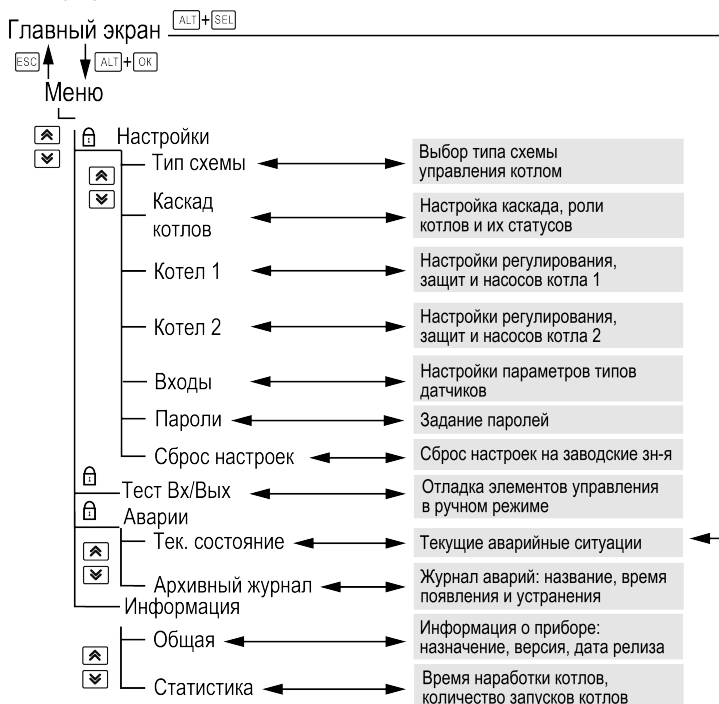 Главный экран ALT+SEL
ESC ALT+OK
Меню
Настройки
Тип схемы
Выбор типа схемы
управления котлом
Каскад
котлов
Настройка каскада, роли
котлов и их статусов
Котел 1
Настройки регулирования,
защит и насосов котла 1
Котел 2
Настройки регулирования,
защит и насосов котла 2
Входы
Настройки параметров типов
датчиков
Пароли
Задание паролей
Сброс настроек
Сброс настроек на заводские зн-я
Тест Вх/Вых
Отладка элементов управления
в ручном режиме
Аварии
Тек. состояние
Текущие аварийные ситуации
Архивный журнал
Журнал аварий: название, время
появления и устранения
Информация
Общая
Информация о приборе:
назначение, версия, дата релиза
Статистика
Время наработки котлов,
количество запусков котлов